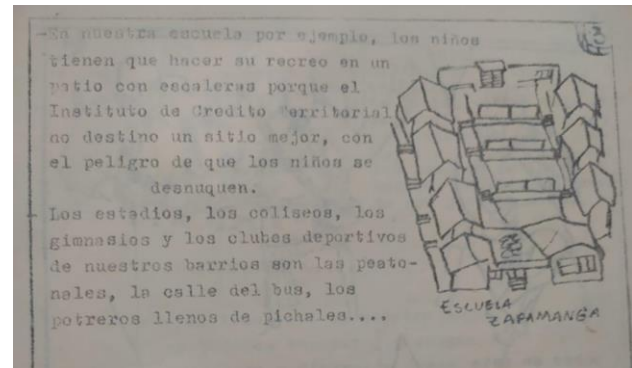 -En nuestra escuela por ejemplo, los niños
tienen que hacer su recreo en un
patio con escaleras porque el
Instituto de Credito Territorial
no destino un sitio mejor, con
el peligro de que los niños se
desnuquen.
- Los estadios, los coliseos, los
gimnasios y los clubes deportivos
de nuestros barrios son las peato-
nales, la calle del bus, los
potreros llenos de pichales....
ESCUELA
ZAPAMANGA